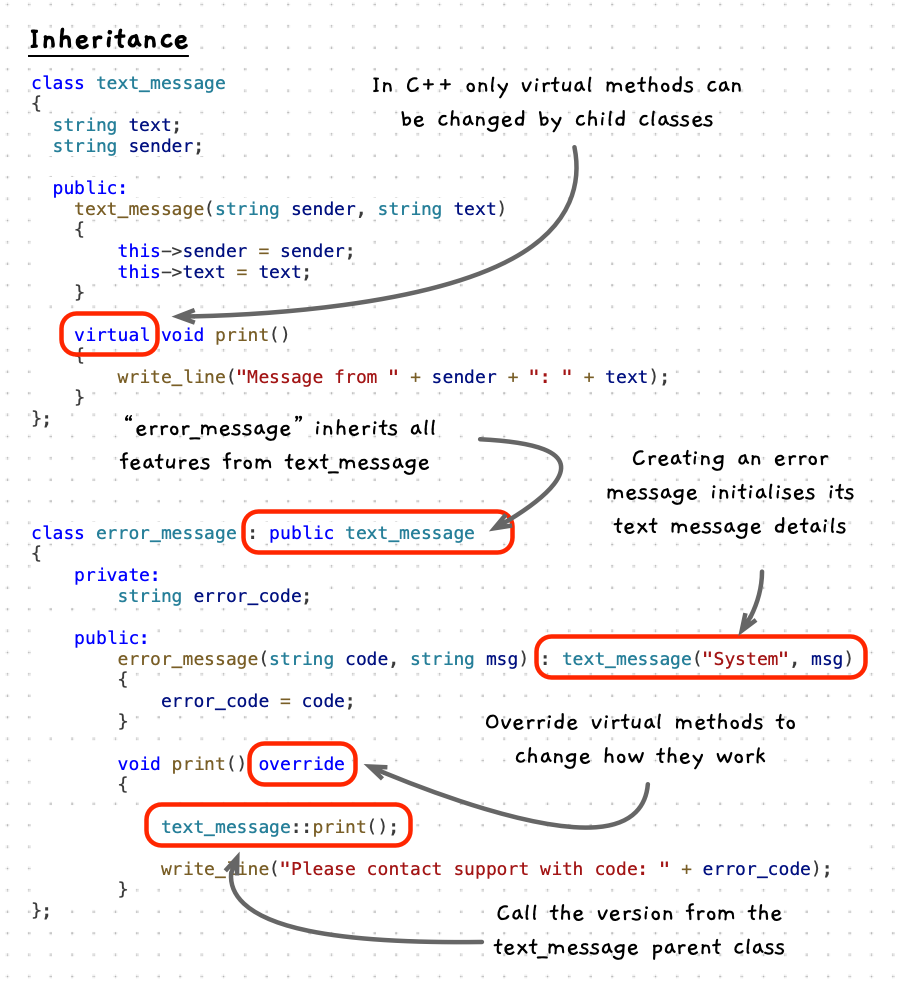 Inheritance
class text_message
{
string text;
string sender;
public:
text_message(string sender, string text)
{
this->sender = sender;
this->text = text;
}
virtual void print()
{
write_line("Message from " + sender + ": " + text);
}
};
In C++ only virtual methods can
be changed by child classes
“error_message” inherits all
features from text_message
Creating an error
message initialises its
text message details
class error_message : public text_message
{
private:
string error_code;
public:
error_message(string code, string msg) : text_message("System", msg)
{
error_code = code;
}
void print() override
{
text_message::print();
write_line("Please contact support with code: " + error_code);
}
};
Override virtual methods to
change how they work
Call the version from the
text_message parent class